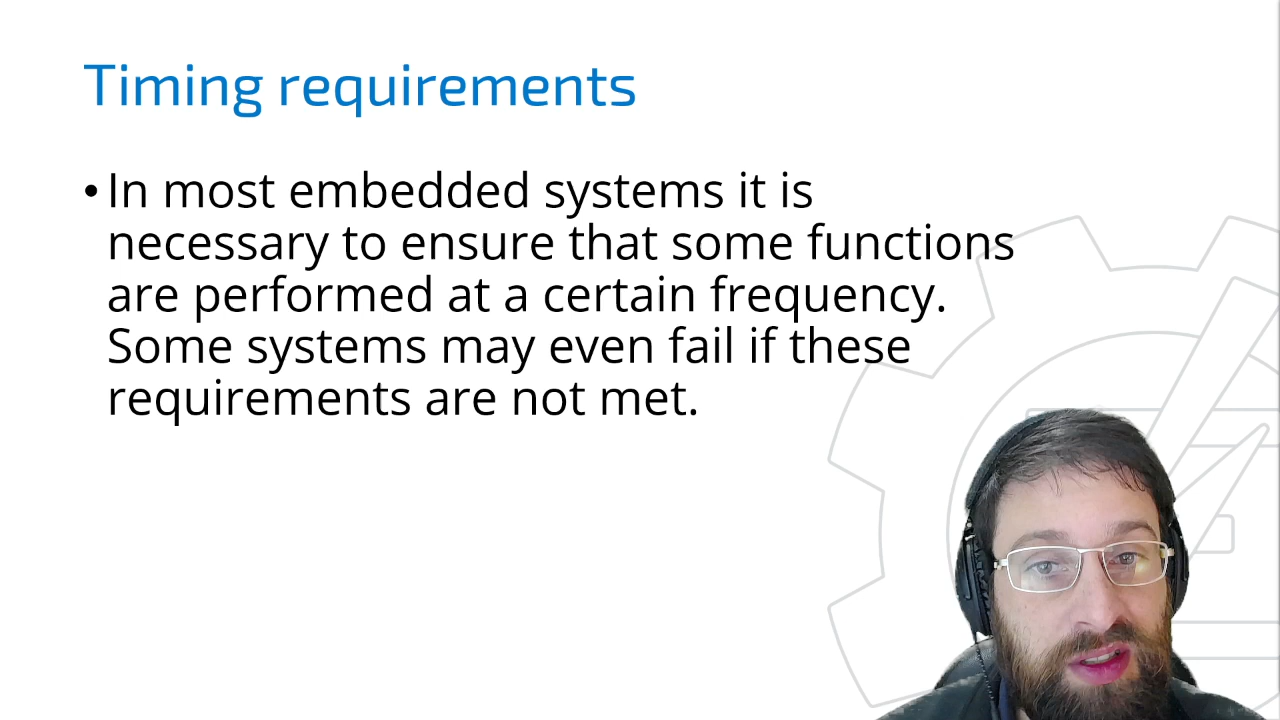 Timing requirements
• In most embedded systems it is
necessary to ensure that some functions
are performed at a certain frequency.
Some systems may even fail if these
requirements are not met.